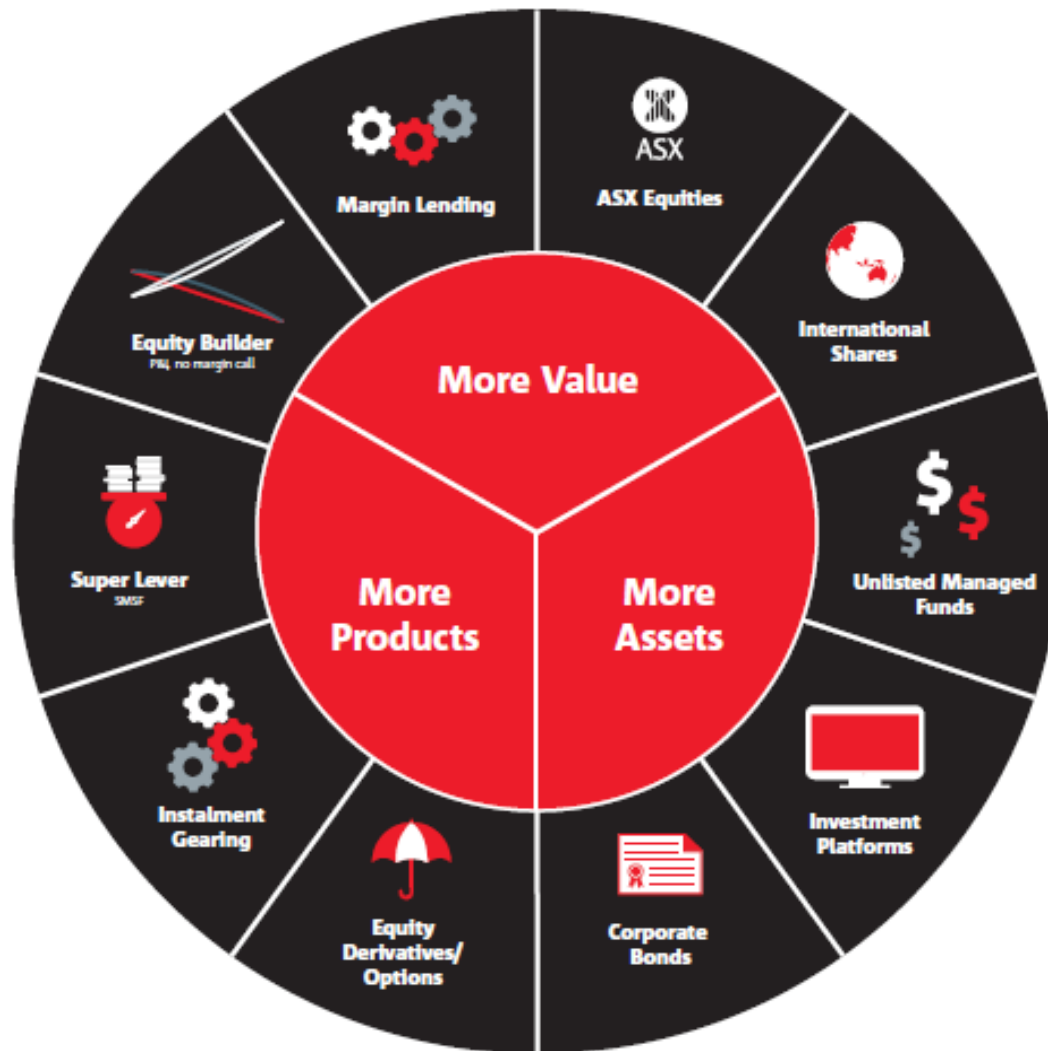 ASX
ASX Equities
International
Shares
Unlisted Managed
Funds
Investment
Platforms
Corporate
Bonds
Equity
Derivatives/
Options
Instalment
Gearing
Super Lever
SMSF
Equity Builder
P&I, no margin call
Margin Lending
More Value
More
Products
More
Assets
$
$
$